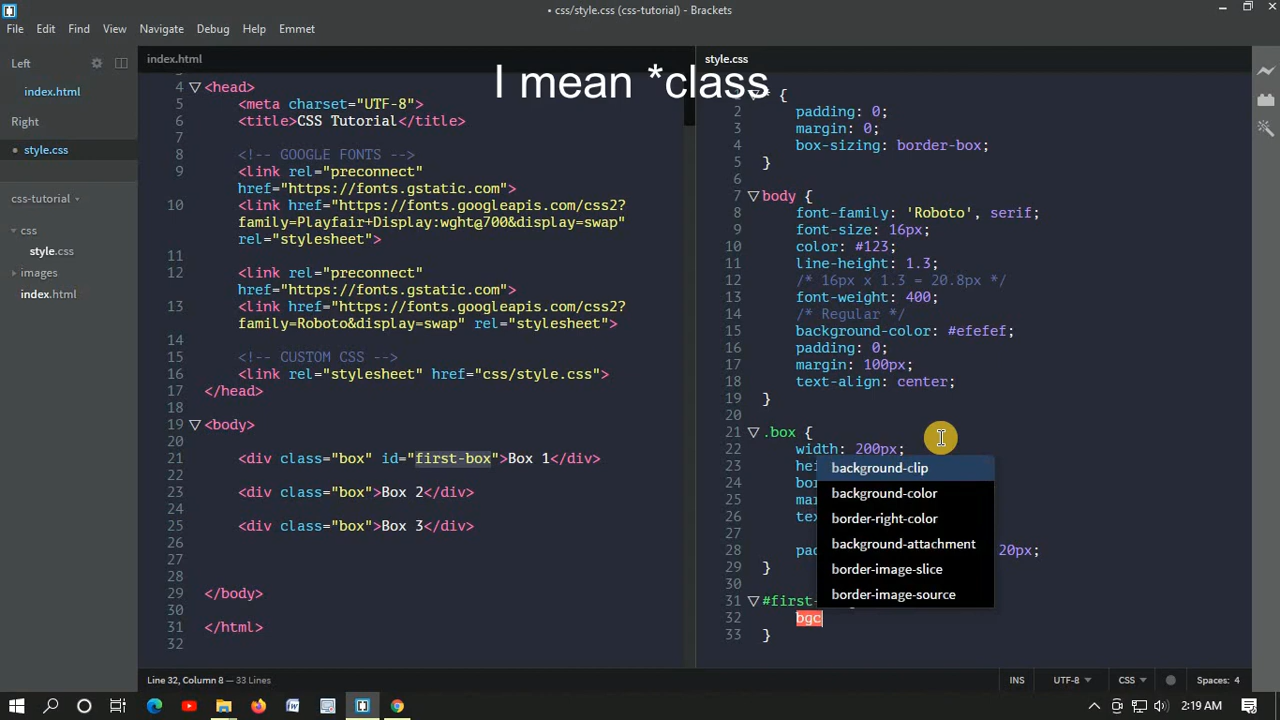 css/style.css (css-tutorial) - Brackets
File Edit Find View Navigate Debug Help Emmet
Left
index.html
Right
style.css
css-tutorial
css
style.css
images
index.html
index.html
4 <head>
5 <meta charset="UTF-8">
6 <title>CSS Tutorial</title>
7
8 <!-- GOOGLE FONTS -->
9 <link rel="preconnect"
href="https://fonts.gstatic.com">
10 <link href="https://fonts.googleapis.com/css2?
family=Playfair+Display:wght@700&display=swap"
rel="stylesheet">
11
12 <link rel="preconnect"
href="https://fonts.gstatic.com">
13 <link href="https://fonts.googleapis.com/css2?
family=Roboto&display=swap" rel="stylesheet">
14
15 <!-- CUSTOM CSS -->
16 <link rel="stylesheet" href="css/style.css">
17 </head>
18
19 <body>
20
21 <div class="box" id="first-box">Box 1</div>
22
23 <div class="box">Box 2</div>
24
25 <div class="box">Box 3</div>
26
27
28
29 </body>
30
31 </html>
32
I mean *class
style.css
* {
2 padding: 0;
3 margin: 0;
4 box-sizing: border-box;
5 }
6
7 body {
8 font-family: 'Roboto', serif;
9 font-size: 16px;
10 color: #123;
11 line-height: 1.3;
12 /* 16px x 1.3 = 20.8px */
13 font-weight: 400;
14 /* Regular */
15 background-color: #efefef;
16 padding: 0;
17 margin: 100px;
18 text-align: center;
19 }
20
21 .box {
22 width: 200px;
23
24
25
26
27
28 20px;
29 }
30
31 #first-
32 bgc
33 }
background-clip
background-color
border-right-color
background-attachment
border-image-slice
border-image-source
Line 32, Column 8 — 33 Lines
INS UTF-8 CSS Spaces: 4
2:19 AM